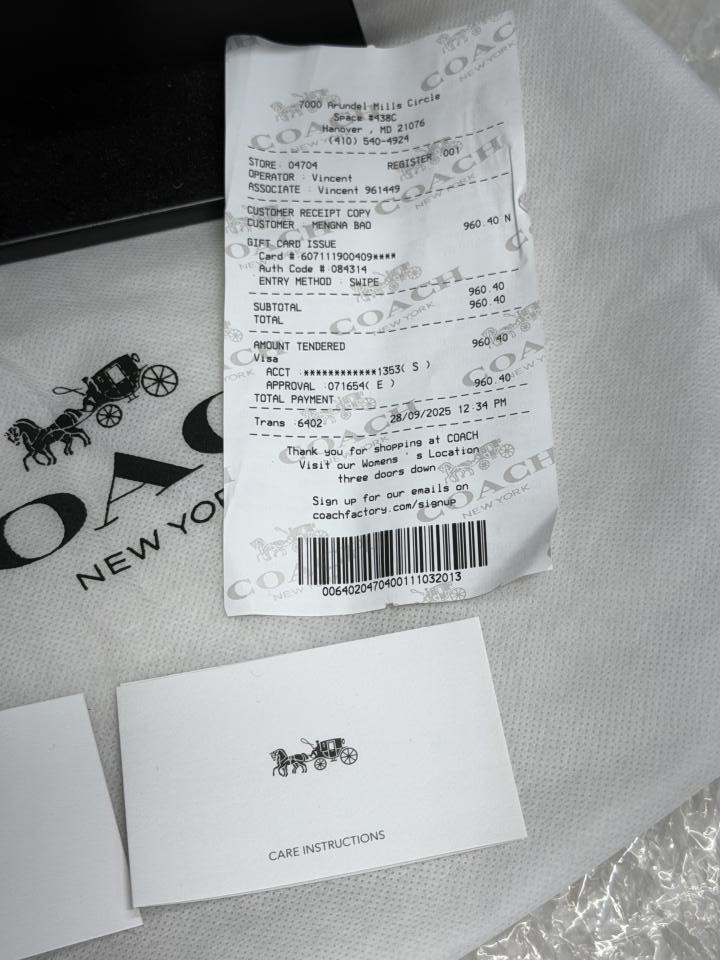 7000 Arundel Mills Circle
Space #438C
Hanover , MD 21076
(410) 540-4924
STORE : 04704 REGISTER :001
OPERATOR : Vincent
ASSOCIATE : Vincent 961449
CUSTOMER RECEIPT COPY
CUSTOMER : MENGNA BAO
960.40 N
GIFT CARD ISSUE
Card # 607111900409****
Auth Code # 084314
ENTRY METHOD : SWIPE
SUBTOTAL 960.40
TOTAL 960.40
AMOUNT TENDERED
Visa 960.40
ACCT :************1353( S )
APPROVAL :071654( E )
TOTAL PAYMENT 960.40
Trans :6402 28/09/2025 12:34 PM
Thank you for shopping at COACH
Visit our Womens ' s Location
three doors down
Sign up for our emails on
coachfactory.com/signup
006402047040011032013
COACH
NEW YORK
OAC
NEW YOR
CARE INSTRUCTIONS